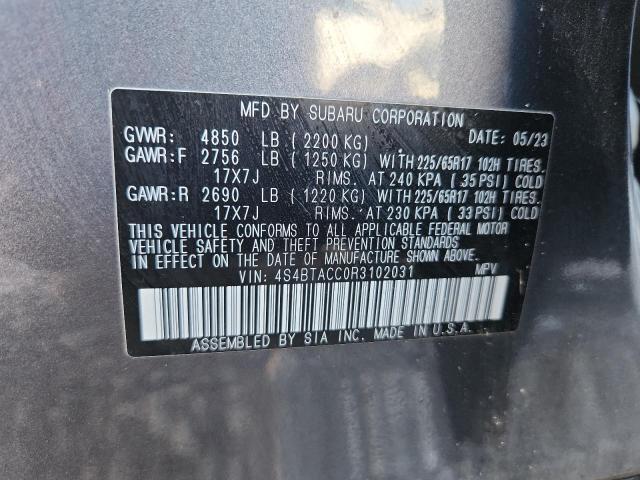 MFD BY SUBARU CORPORATION
GVWR: 4850 LB ( 2200 KG) DATE: 05/23
GAWR:F 2756 LB ( 1250 KG) WITH 225/65R17 102H TIRES.
17X7J RIMS. AT 240 KPA ( 35 PSI) COLD
GAWR:R 2690 LB ( 1220 KG) WITH 225/65R17 102H TIRES.
17X7J RIMS. AT 230 KPA ( 33 PSI) COLD
THIS VEHICLE CONFORMS TO ALL APPLICABLE FEDERAL MOTOR
VEHICLE SAFETY AND THEFT PREVENTION STANDARDS
IN EFFECT ON THE DATE OF MANUFACTURE SHOWN ABOVE.
VIN: 4S4BTACC0R3102031 MPV
ASSEMBLED BY SIA INC. MADE IN U.S.A.